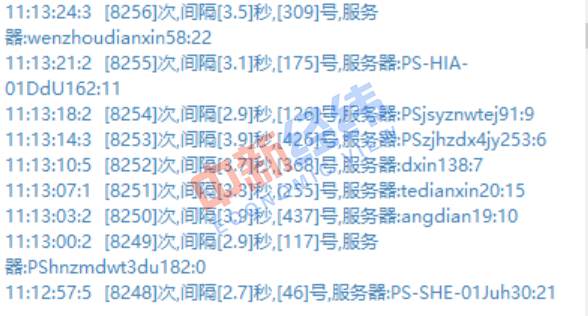 11:13:24:3 [8256]次,间隔[3.5]秒,[309]号,服务
器:wenzhoudianxin58:22
11:13:21:2 [8255]次,间隔[3.1]秒,[175]号,服务器:PS-HIA-
01DdU162:11
11:13:18:2 [8254]次,间隔[2.9]秒,[129]号,服务器:PSjsyznwtej91:9
11:13:14:3 [8253]次,间隔[3.9]秒,[426]号,服务器:PSzjhzdx4jy253:6
11:13:10:5 [8252]次,间隔[3.7]秒,[368]号,服务器:dxin138:7
11:13:07:1 [8251]次,间隔[3.3]秒,[255]号,服务器:tedianxin20:15
11:13:03:2 [8250]次,间隔[3.9]秒,[437]号,服务器:angdian19:10
11:13:00:2 [8249]次,间隔[2.9]秒,[117]号,服务
器:PShnzmdwt3du182:0
11:12:57:5 [8248]次,间隔[2.7]秒,[46]号,服务器:PS-SHE-01Juh30:21
中新经纬
ECONOMIC VIEW